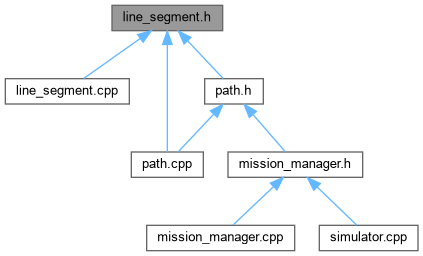 line_segment.h
line_segment.cpp
path.h
path.cpp
mission_manager.h
mission_manager.cpp
simulator.cpp